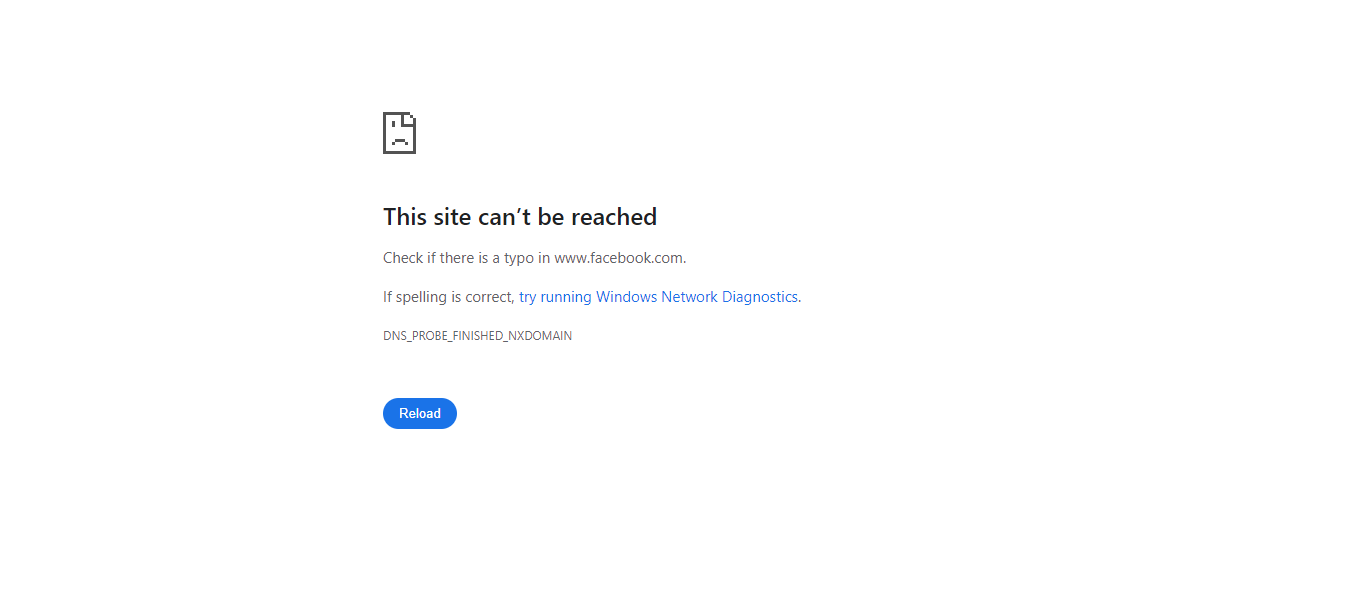 This site can’t be reached
Check if there is a typo in www.facebook.com.
If spelling is correct, try running Windows Network Diagnostics.
DNS_PROBE_FINISHED_NXDOMAIN
Reload